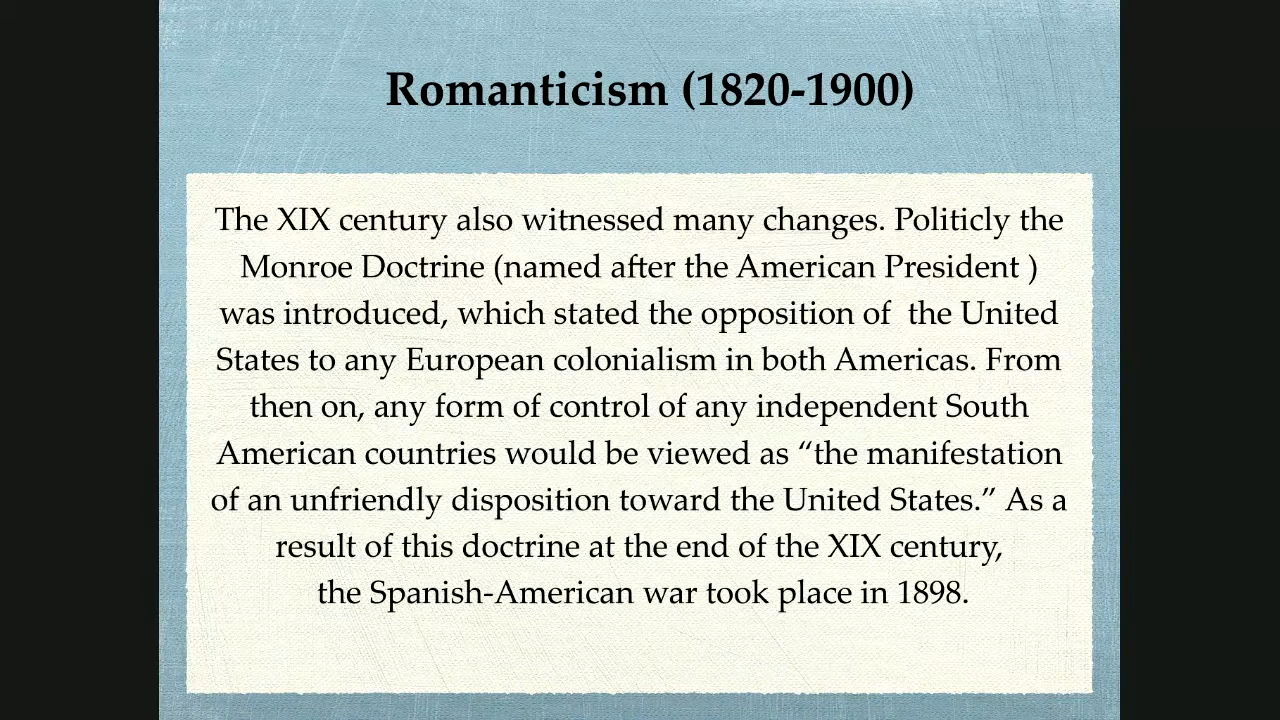 Romanticism (1820-1900)
The XIX century also witnessed many changes. Politicly the
Monroe Doctrine (named after the American President )
was introduced, which stated the opposition of  the United
States to any European colonialism in both Americas. From
then on, any form of control of any independent South
American countries would be viewed as “the manifestation
of an unfriendly disposition toward the United States.” As a
result of this doctrine at the end of the XIX century,
the Spanish-American war took place in 1898.